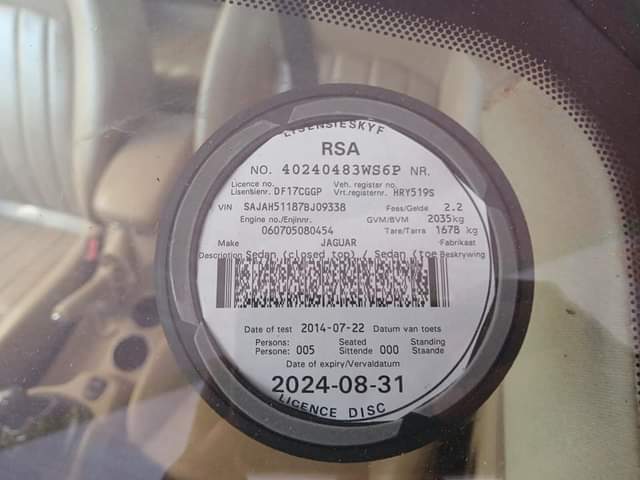 LISENSIESKYF
RSA
NO. 40240483WS6P NR.
Licence no. Veh. register no.
Lisensienr. DF17CGGP Vrt.registernr. HRY519S
VIN SAJAH511878J09338 Fees/Gelde 2.2
Engine no./Enjinnr. GVM/BVM 2035kg
060705080454 Tare/Tarra 1678 kg
Make JAGUAR Fabrikaat
Description Sedan (closed top) / Sedan (toe Beskrywing
Date of test 2014-07-22 Datum van toets
Persons: Seated Standing
Persone: 005 Sittende 000 Staande
Date of expiry/Vervaldatum
2024-08-31
LICENCE DISC